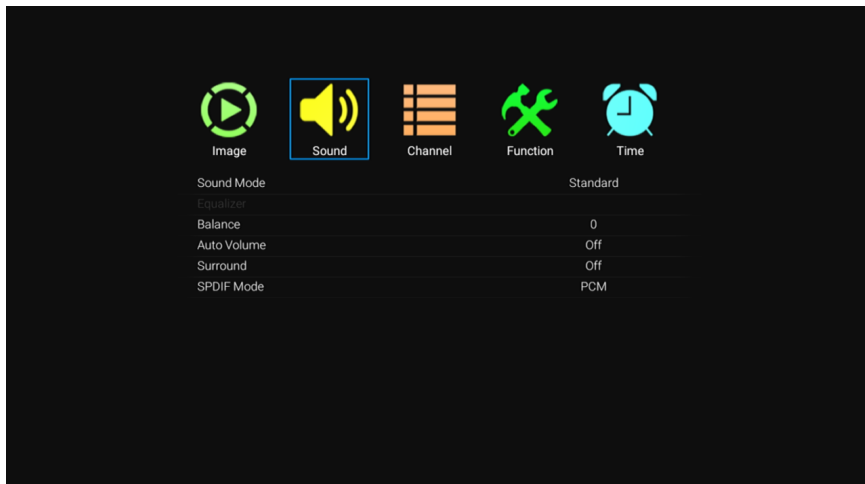 Image Sound Channel Function Time
Sound Mode Standard
Equalizer
Balance 0
Auto Volume Off
Surround Off
SPDIF Mode PCM